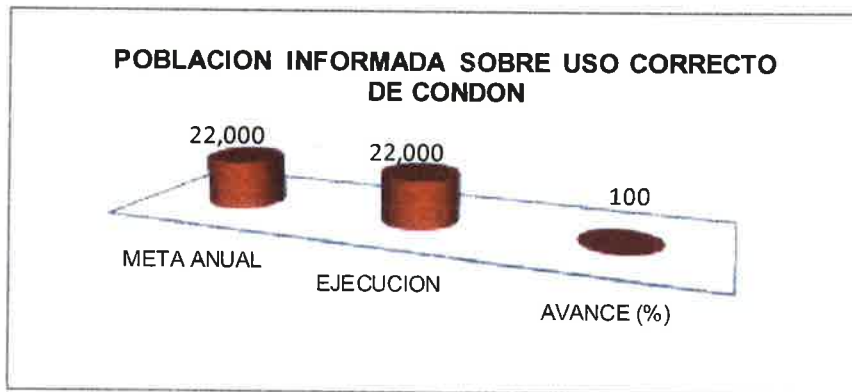 POBLACION INFORMADA SOBRE USO CORRECTO
DE CONDON
22,000
22,000
100
META ANUAL
EJECUCION
AVANCE (%)